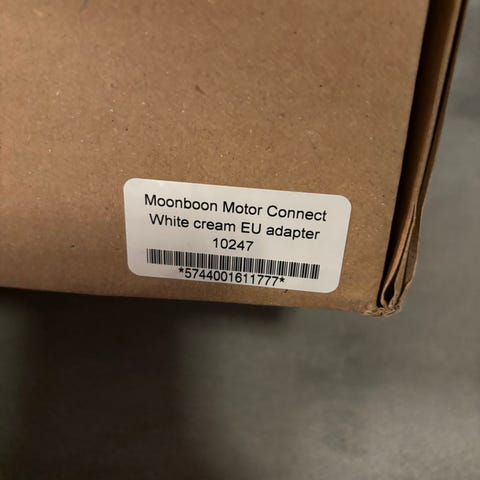 Moonboon Motor Connect
White cream EU adapter
10247
*5744001611777*